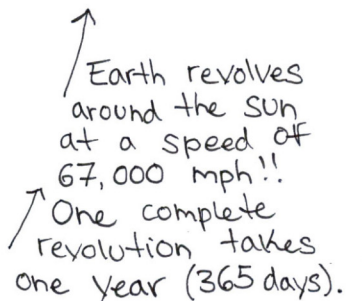 Earth revolves
around the sun
at a speed of
67,000 mph!!
One complete
revolution takes
one year (365 days).